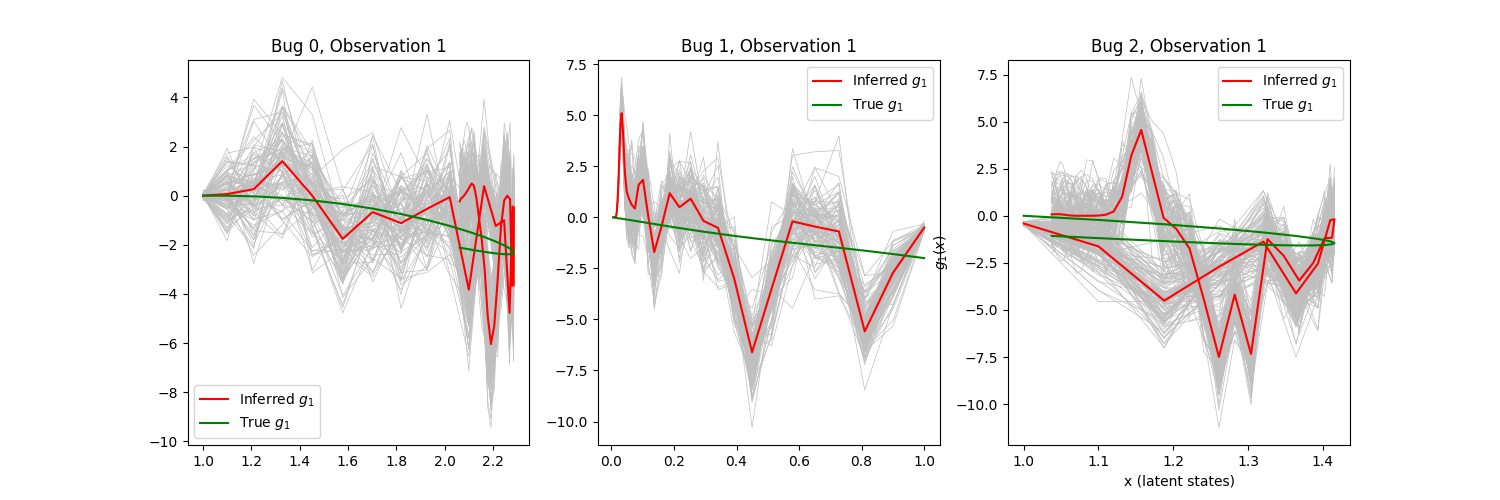 Bug 0, Observation 1
4
2
0
−2
−4
−6
−8
−10
1.0 1.2 1.4 1.6 1.8 2.0 2.2
Inferred g₁
True g₁
Bug 1, Observation 1
7.5
5.0
2.5
0.0
−2.5
−5.0
−7.5
−10.0
0.0 0.2 0.4 0.6 0.8 1.0
Inferred g₁
True g₁
Bug 2, Observation 1
g₁(x)
7.5
5.0
2.5
0.0
−2.5
−5.0
−7.5
−10.0
1.0 1.1 1.2 1.3 1.4
x (latent states)
Inferred g₁
True g₁